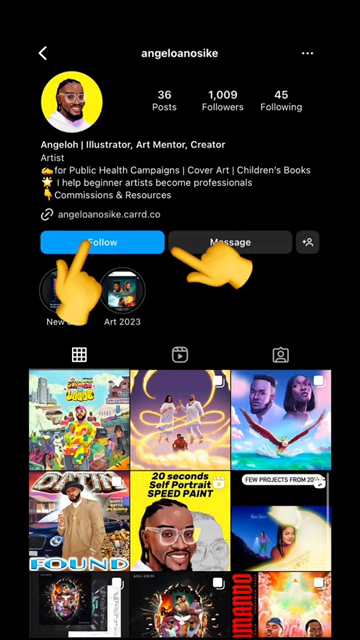 angeloanosike
36
1,009
45
Posts
Followers
Following
Angeloh | Illustrator, Art Mentor, Creator
Artist
✍️for Public Health Campaigns | Cover Art | Children's Books
🌟 I help beginner artists become professionals
👇Commissions & Resources
angeloanosike.carrd.co
Follow
Message
New
Art 2023
20 seconds
Self Portrait
SPEED PAINT
FEW PROJECTS FROM
FOUND